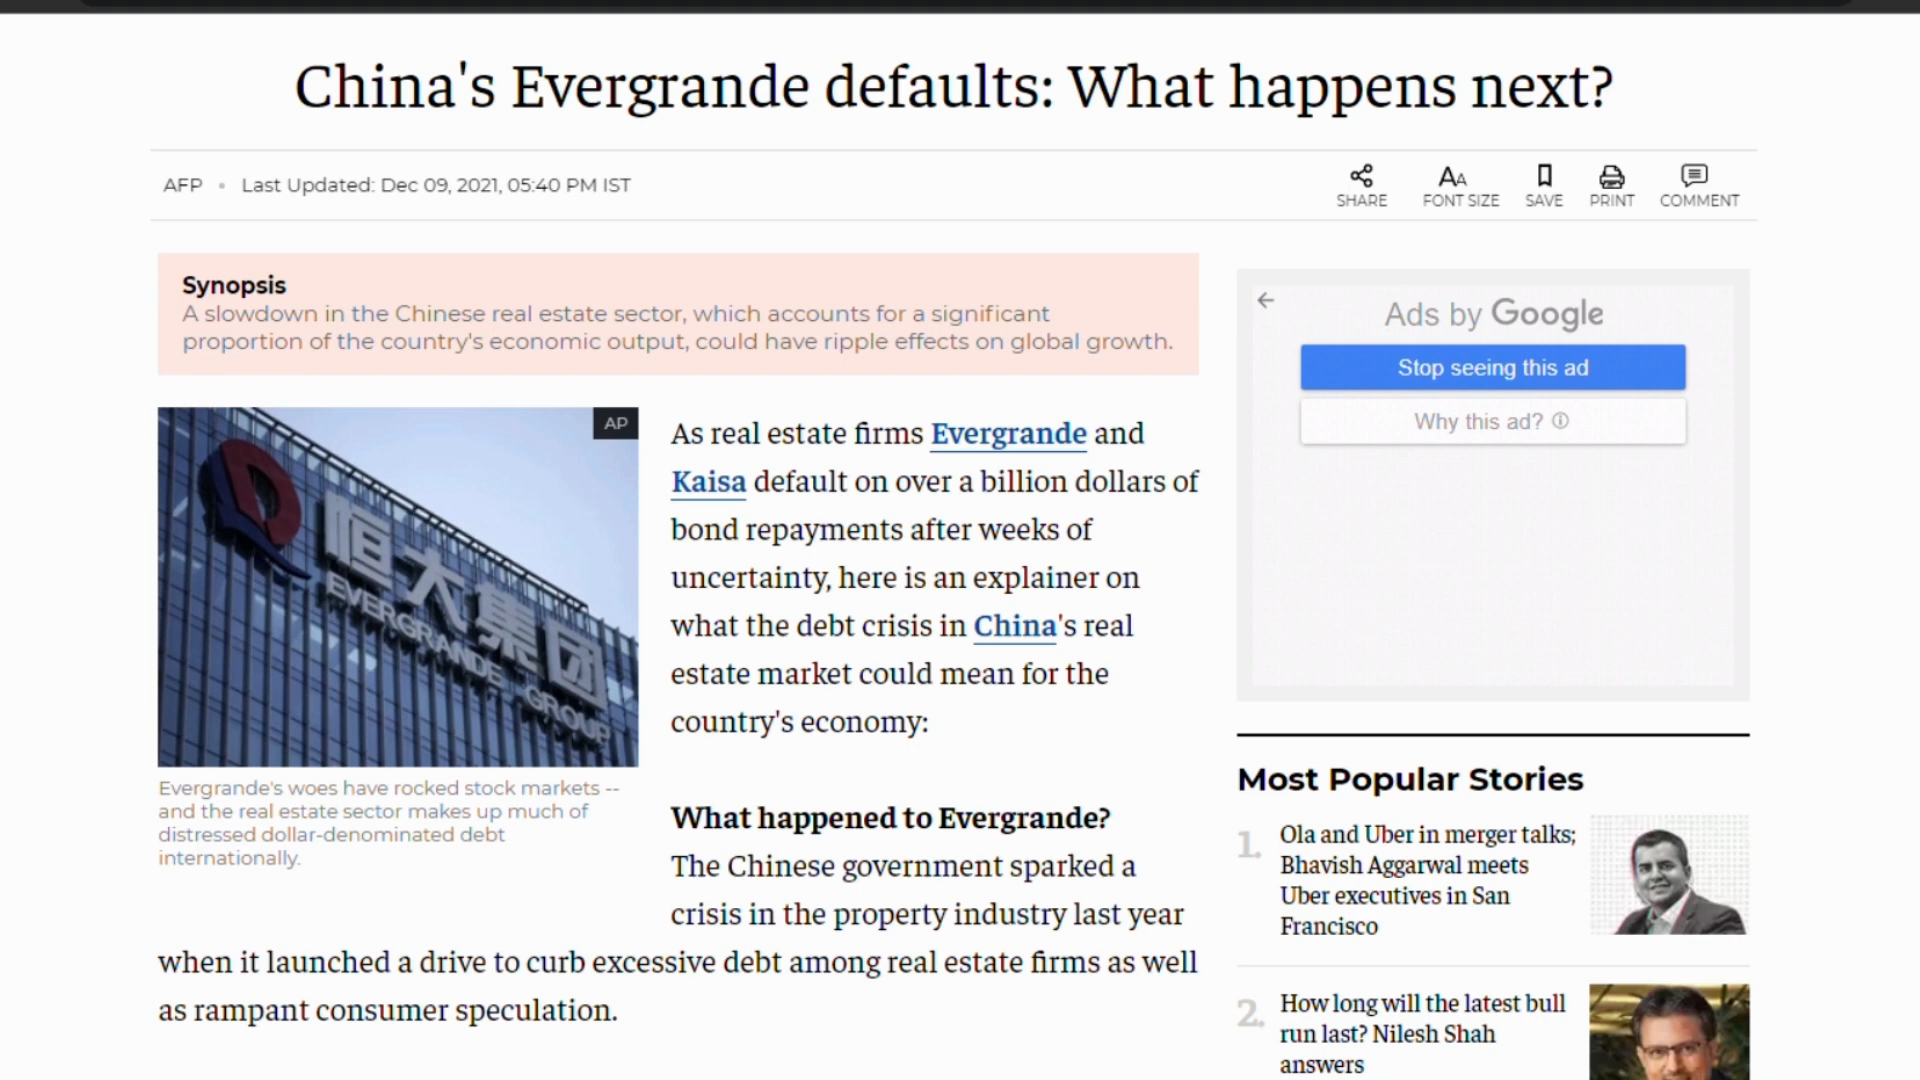 China's Evergrande defaults: What happens next?
AFP • Last Updated: Dec 09, 2021, 05:40 PM IST
SHARE
FONT SIZE
SAVE
PRINT
COMMENT
Synopsis
A slowdown in the Chinese real estate sector, which accounts for a significant
proportion of the country's economic output, could have ripple effects on global growth.
AP
恒大集团
EVERGRANDE GROUP
Evergrande's woes have rocked stock markets --
and the real estate sector makes up much of
distressed dollar-denominated debt
internationally.
As real estate firms Evergrande and
Kaisa default on over a billion dollars of
bond repayments after weeks of
uncertainty, here is an explainer on
what the debt crisis in China's real
estate market could mean for the
country's economy:
What happened to Evergrande?
The Chinese government sparked a
crisis in the property industry last year
when it launched a drive to curb excessive debt among real estate firms as well
as rampant consumer speculation.
Ads by Google
Stop seeing this ad
Why this ad?
Most Popular Stories
1.
Ola and Uber in merger talks;
Bhavish Aggarwal meets
Uber executives in San
Francisco
2.
How long will the latest bull
run last? Nilesh Shah
answers